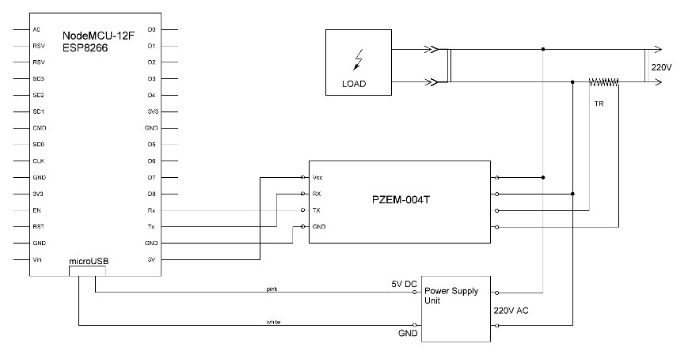 NodeMCU-12F
ESP8266
A0
RSV
RSV
SD3
SD2
SD1
CMD
SD0
CLK
GND
3V3
EN
RST
GND
Vin
D0
D1
D2
D3
D4
3V3
GND
D5
D6
D7
D8
Rx
Tx
GND
3V
microUSB
LOAD
220V
TR
Vcc
RX
TX
GND
PZEM-004T
pink
white
5V DC
GND
Power Supply
Unit
220V AC